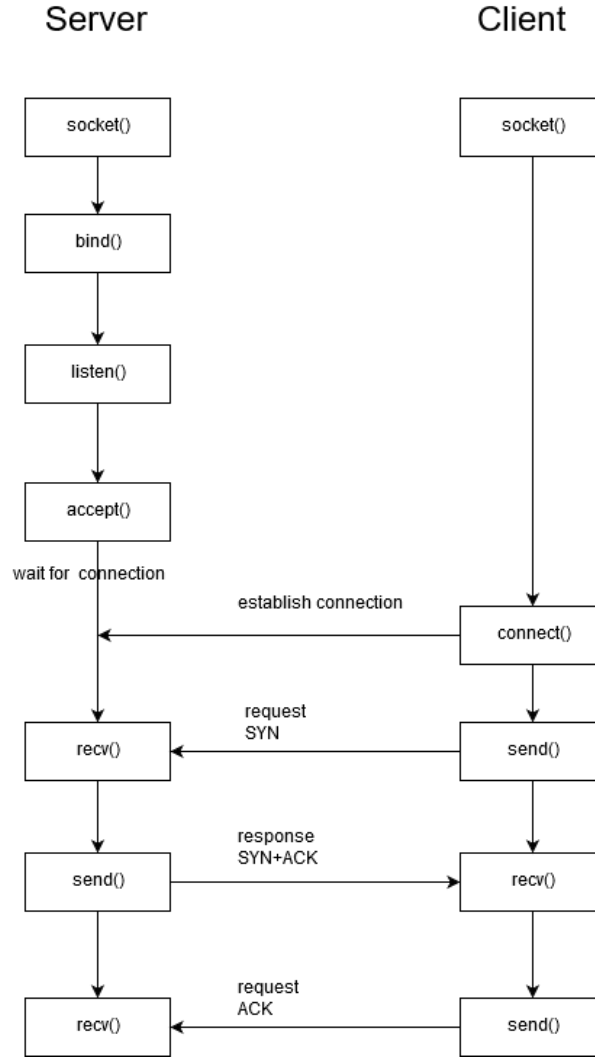 Server
Client
socket()
socket()
bind()
listen()
accept()
wait for  connection
establish connection
connect()
request
SYN
recv()
send()
response
SYN+ACK
send()
recv()
request
ACK
recv()
send()